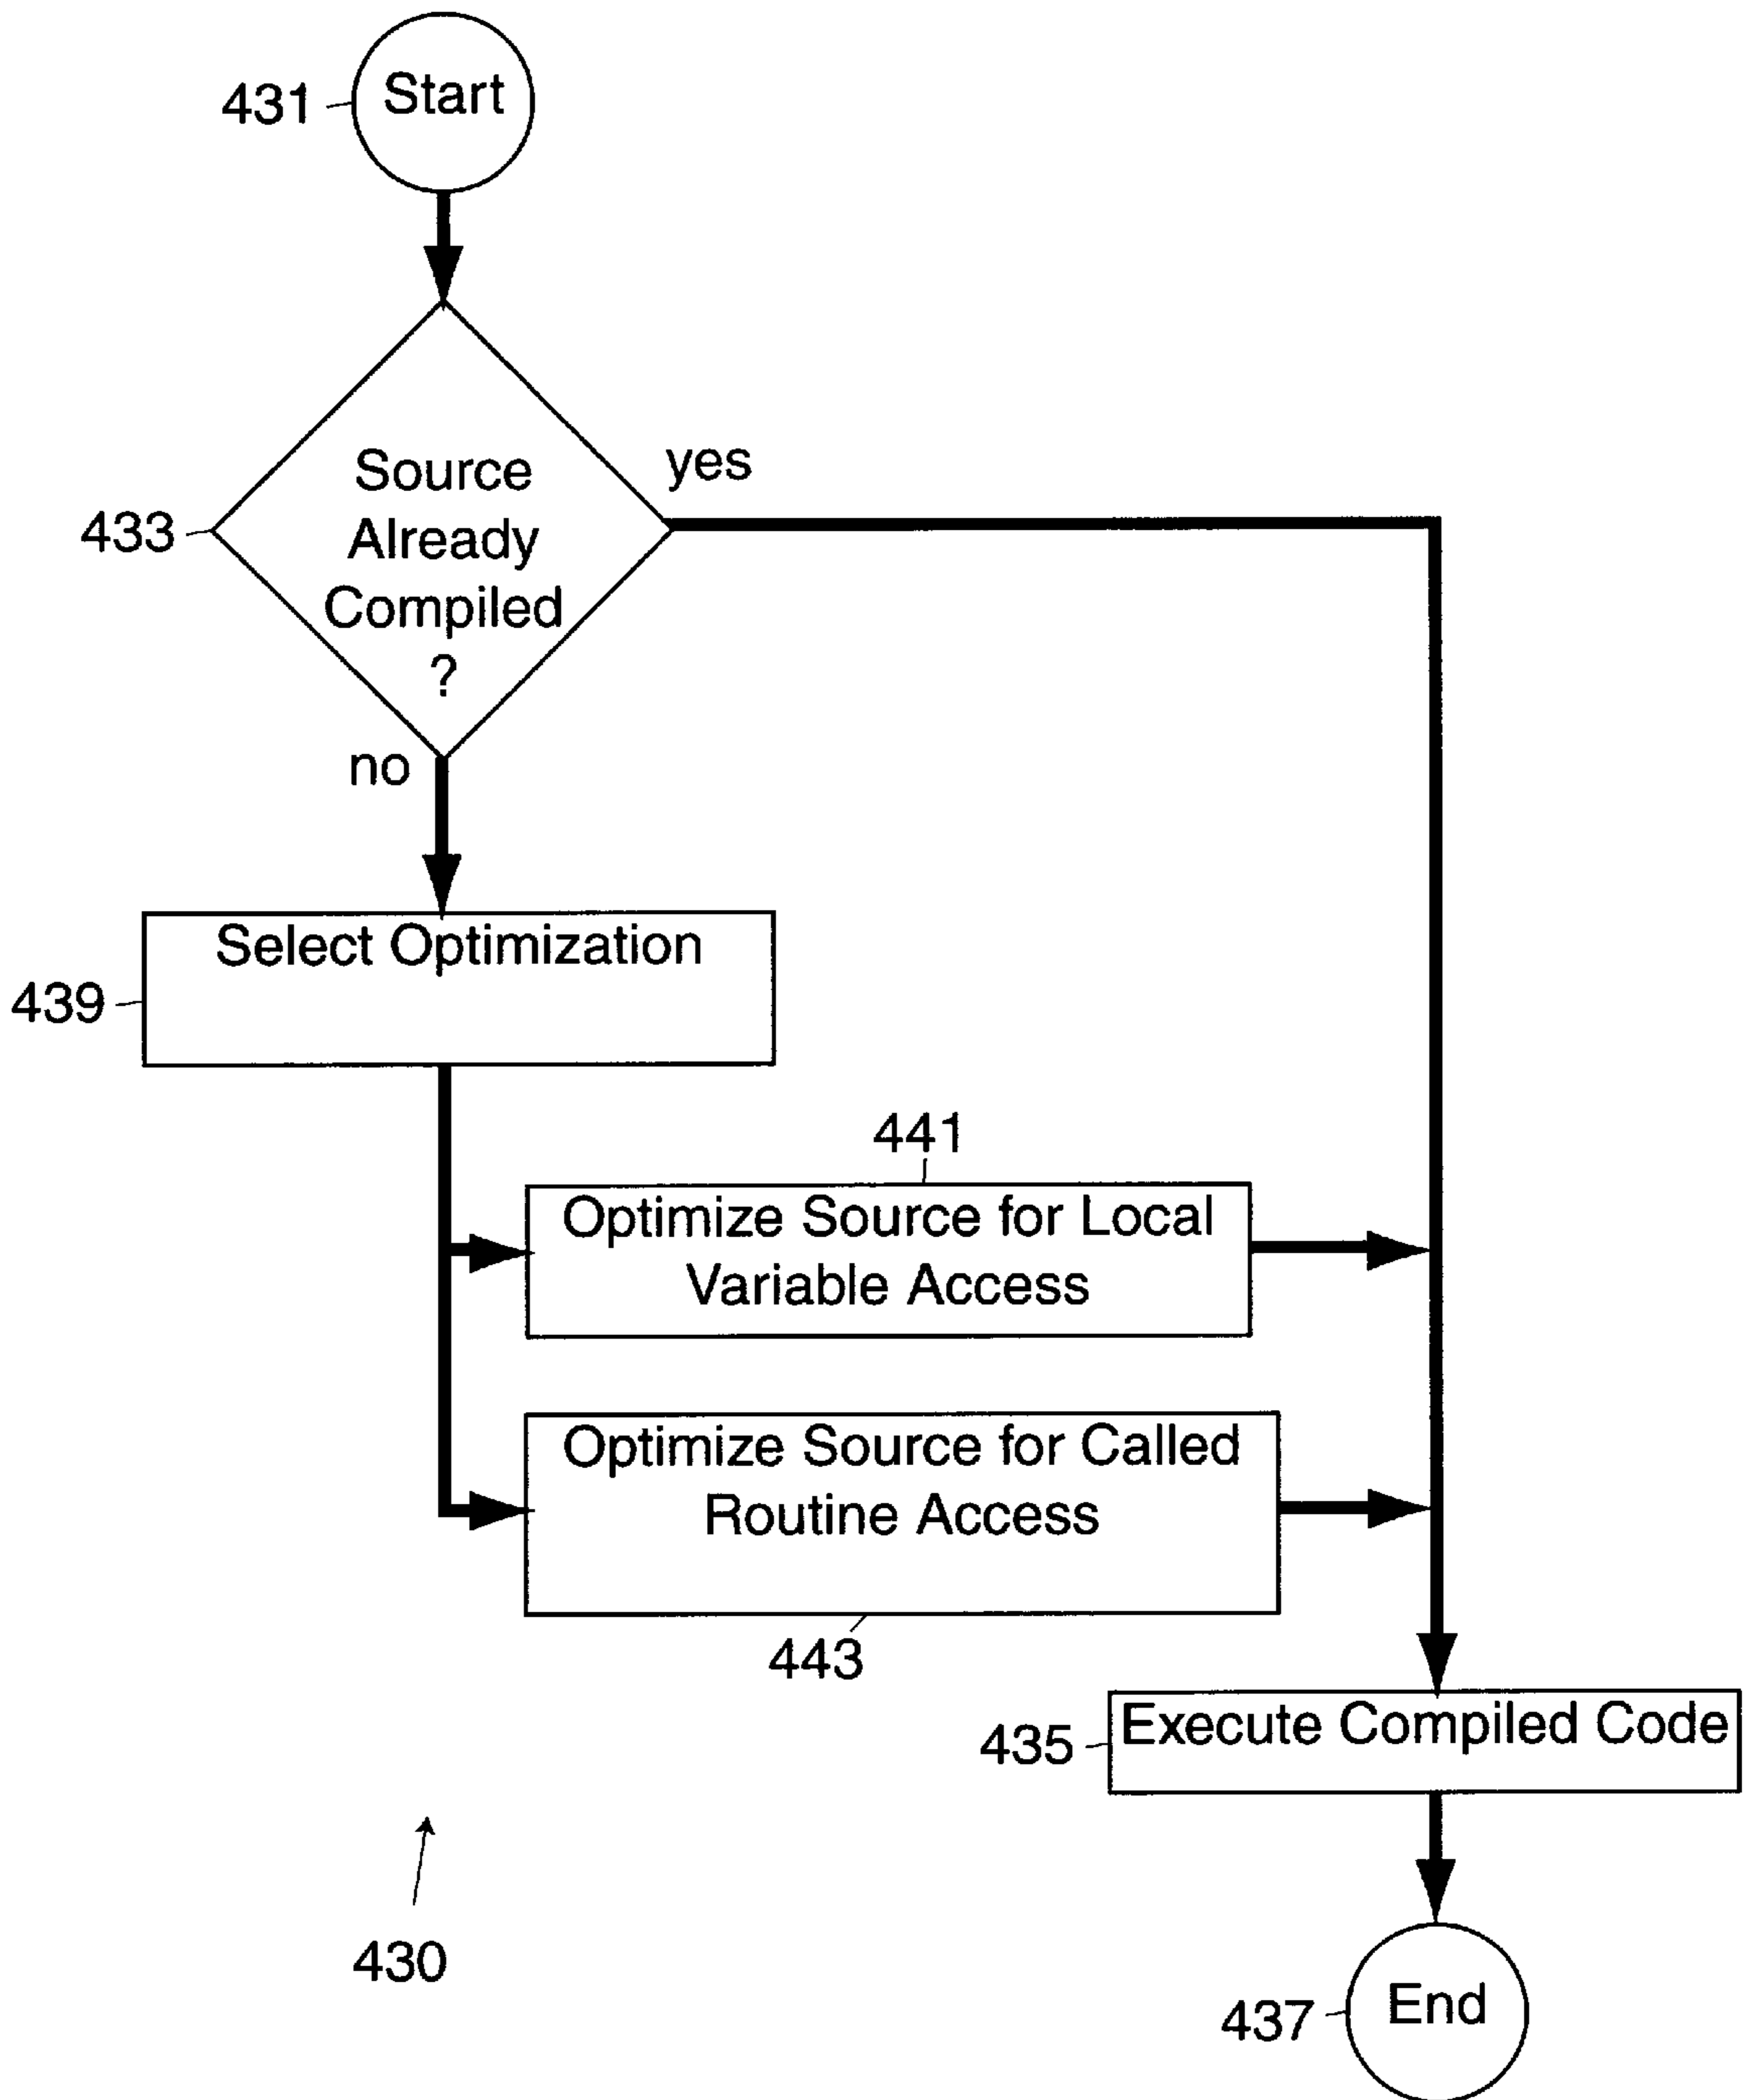 431
Start
433
Source
Already
Compiled
?
yes
no
439
Select Optimization
441
Optimize Source for Local
Variable Access
Optimize Source for Called
Routine Access
443
435
Execute Compiled Code
430
437
End